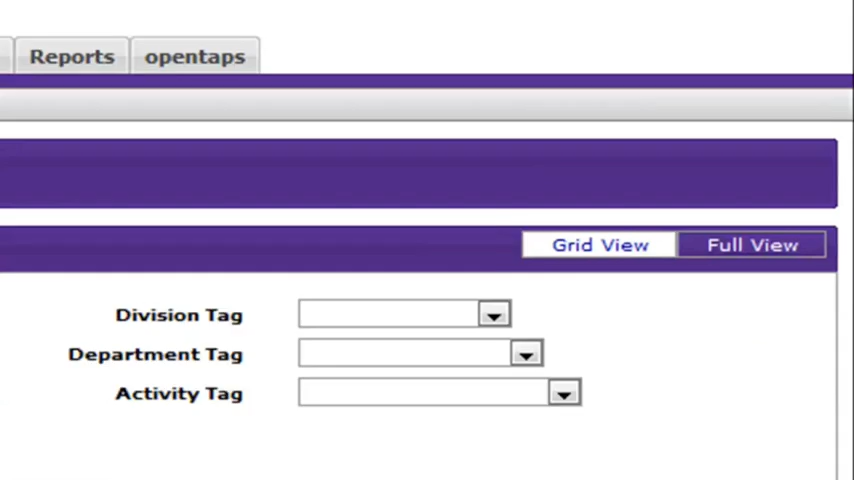 Reports opentaps
Grid View Full View
Division Tag
Department Tag
Activity Tag